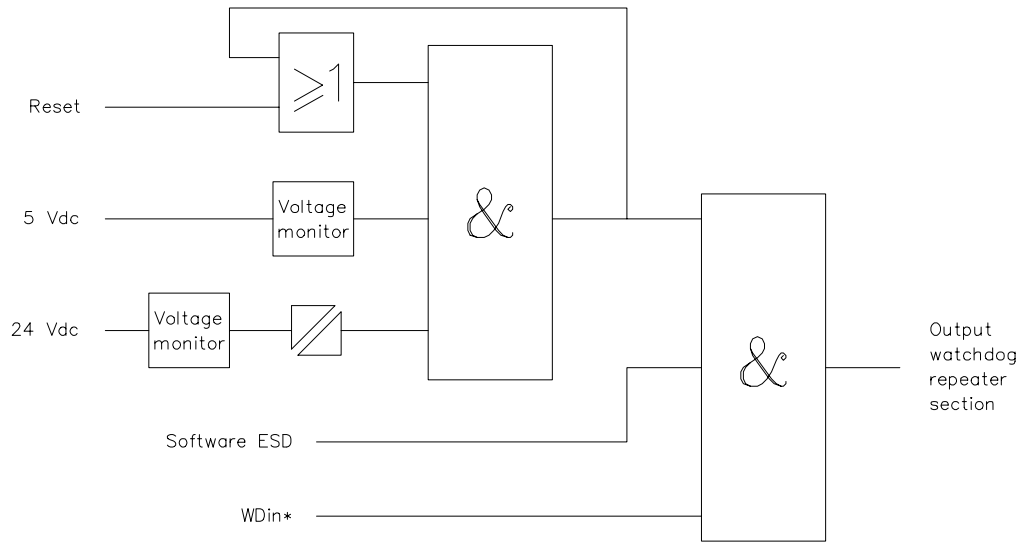 ≥1
Reset
5 Vdc
Voltage
monitor
&
24 Vdc
Voltage
monitor
&
Output
watchdog
repeater
section
Software ESD
WDin*